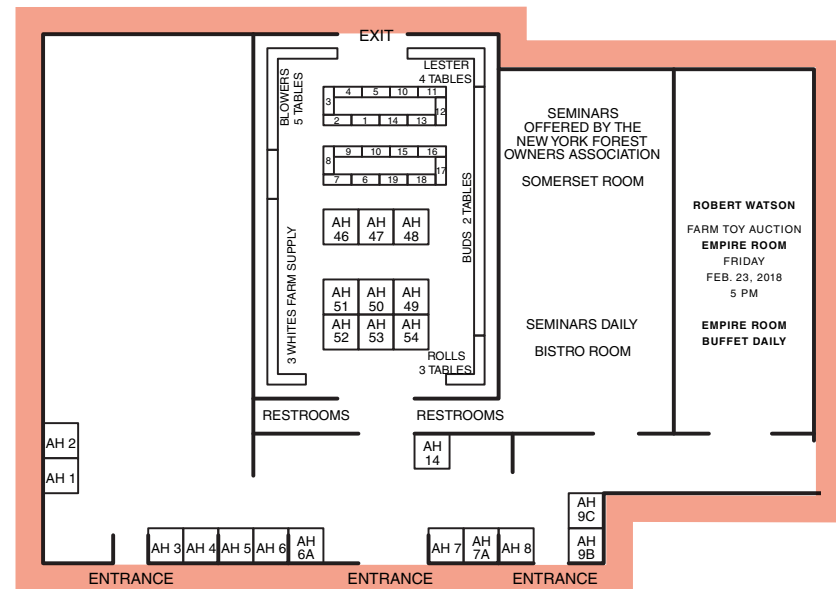 EXIT
BLOWERS
5 TABLES
LESTER
4 TABLES
4 5 10 11
3 12
2 1 14 13
9 10 15 16
8 17
7 6 19 18
AH 46 AH 47 AH 48
AH 51 AH 50 AH 49
AH 52 AH 53 AH 54
3 WHITES FARM SUPPLY
BUDS 2 TABLES
ROLLS
3 TABLES
SEMINARS
OFFERED BY THE
NEW YORK FOREST
OWNERS ASSOCIATION
SOMERSET ROOM
SEMINARS DAILY
BISTRO ROOM
ROBERT WATSON
FARM TOY AUCTION
EMPIRE ROOM
FRIDAY
FEB. 23, 2018
5 PM
EMPIRE ROOM
BUFFET DAILY
RESTROOMS RESTROOMS
AH 2
AH 1
AH 14
AH 3 AH 4 AH 5 AH 6 AH 6A
AH 7 AH 7A AH 8
AH 9C
AH 9B
ENTRANCE ENTRANCE ENTRANCE